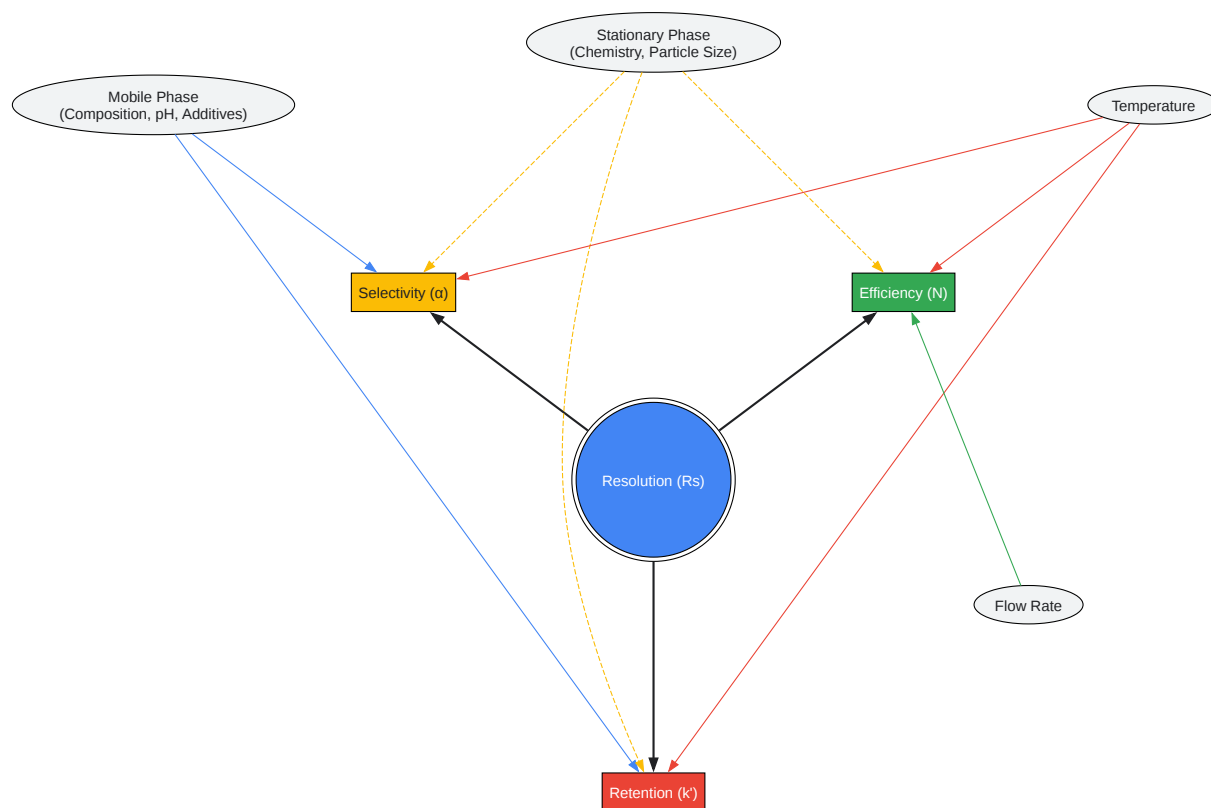 Stationary Phase
(Chemistry, Particle Size)
Mobile Phase
(Composition, pH, Additives)
Temperature
Selectivity (α)
Efficiency (N)
Resolution (Rs)
Flow Rate
Retention (k')